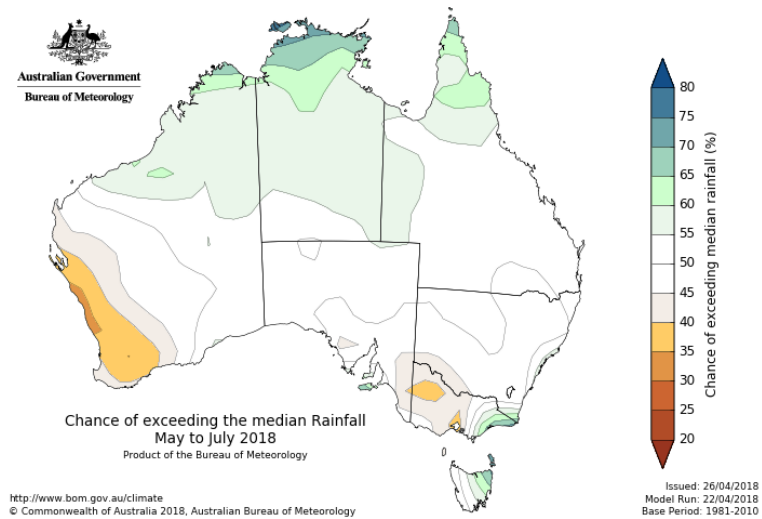 Australian Government
Bureau of Meteorology
80
75
70
65
60
55
50
45
40
35
30
25
20
Chance of exceeding median rainfall (%)
Chance of exceeding the median Rainfall
May to July 2018
Product of the Bureau of Meteorology
http://www.bom.gov.au/climate
© Commonwealth of Australia 2018, Australian Bureau of Meteorology
Issued: 26/04/2018
Model Run: 22/04/2018
Base Period: 1981-2010